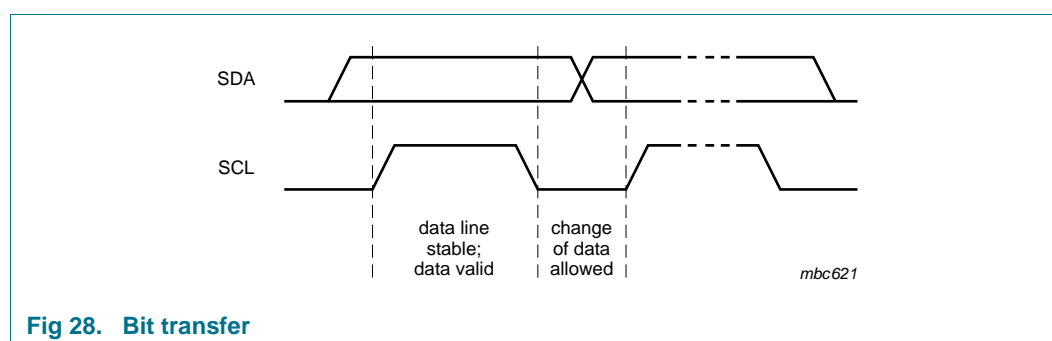 SDA
SCL
data line
stable;
data valid
change
of data
allowed
mbc621
Fig 28. Bit transfer